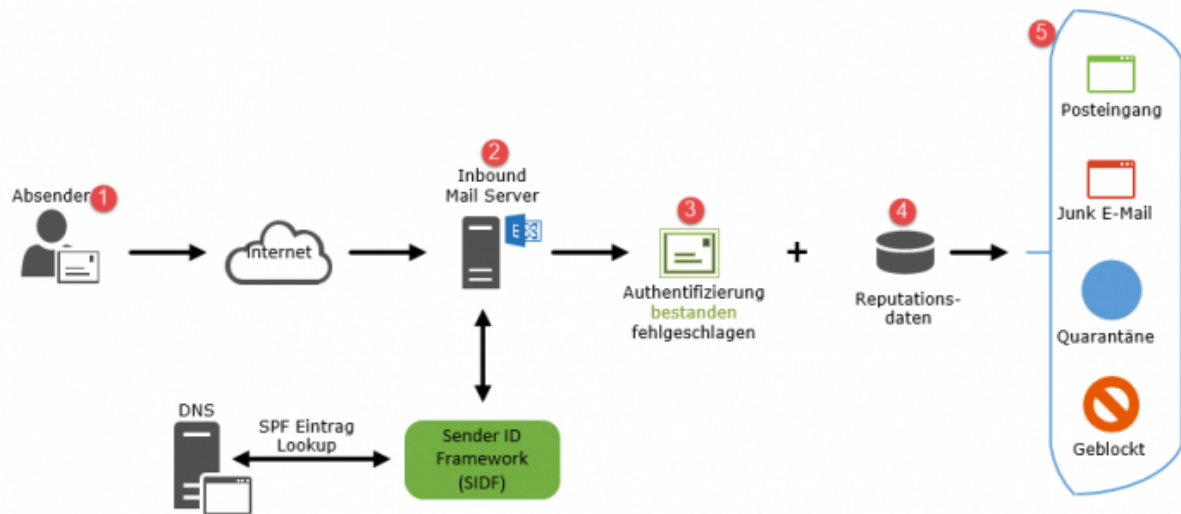 Absender
1
Internet
2
Inbound
Mail Server
E
3
Authentifizierung
bestanden
fehlgeschlagen
+
4
Reputations-
daten
5
Posteingang
Junk E-Mail
Quarantäne
Geblockt
DNS
SPF Eintrag
Lookup
Sender ID
Framework
(SIDF)